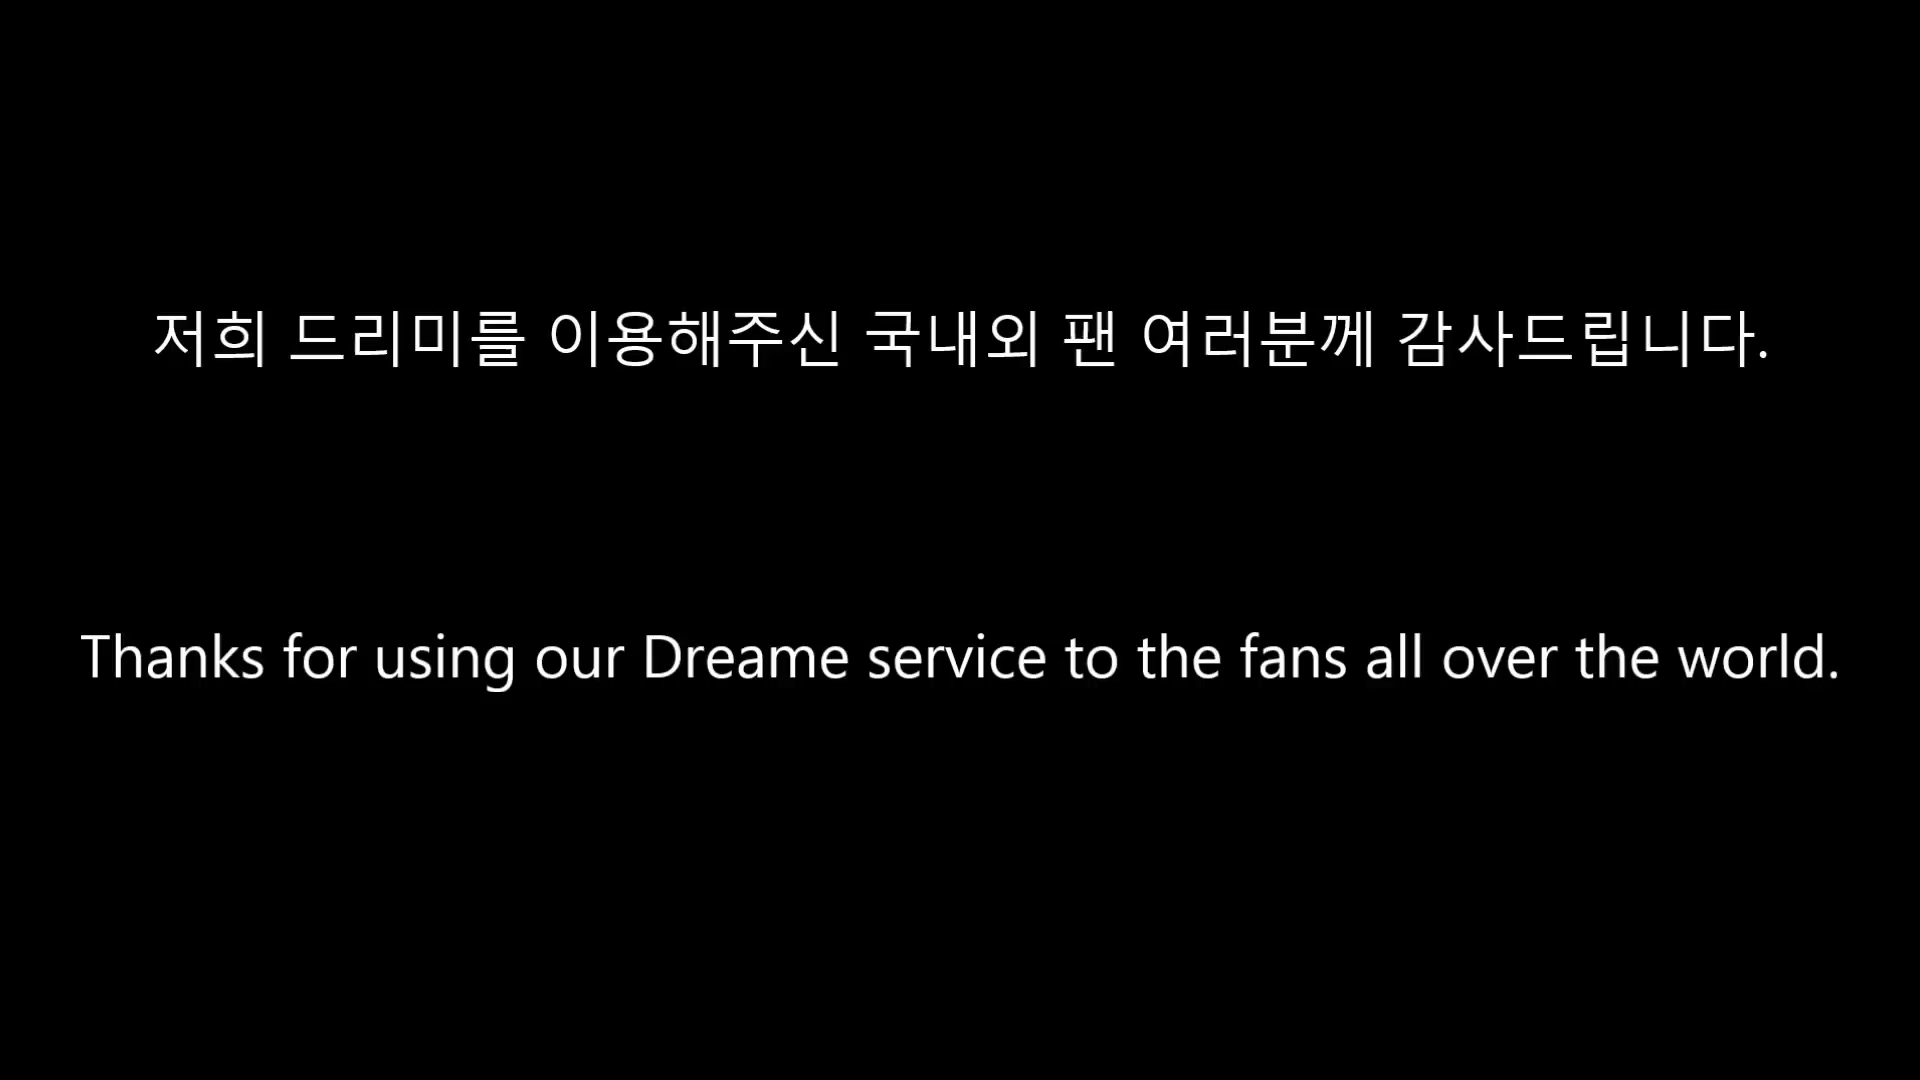 저희 드리미를 이용해주신 국내외 팬 여러분께 감사드립니다.
Thanks for using our Dreame service to the fans all over the world.